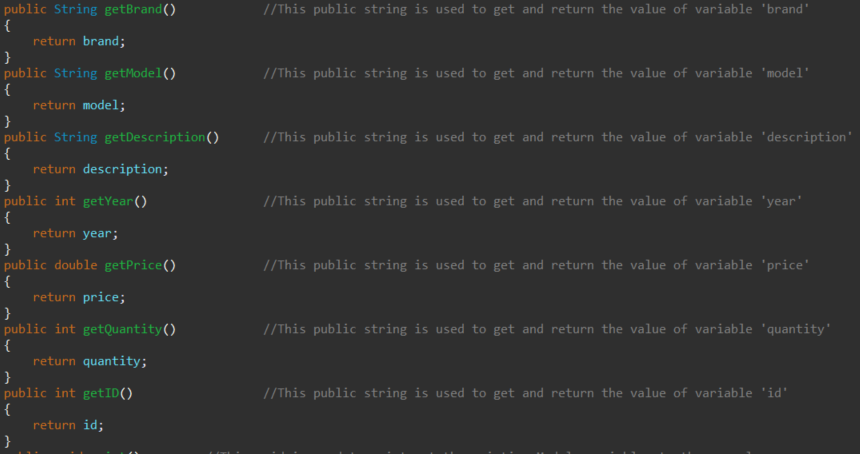 public String getBrand() //This public string is used to get and return the value of variable 'brand'
{
return brand;
}
public String getModel() //This public string is used to get and return the value of variable 'model'
{
return model;
}
public String getDescription() //This public string is used to get and return the value of variable 'description'
{
return description;
}
public int getYear() //This public string is used to get and return the value of variable 'year'
{
return year;
}
public double getPrice() //This public string is used to get and return the value of variable 'price'
{
return price;
}
public int getQuantity() //This public string is used to get and return the value of variable 'quantity'
{
return quantity;
}
public int getID() //This public string is used to get and return the value of variable 'id'
{
return id;
}